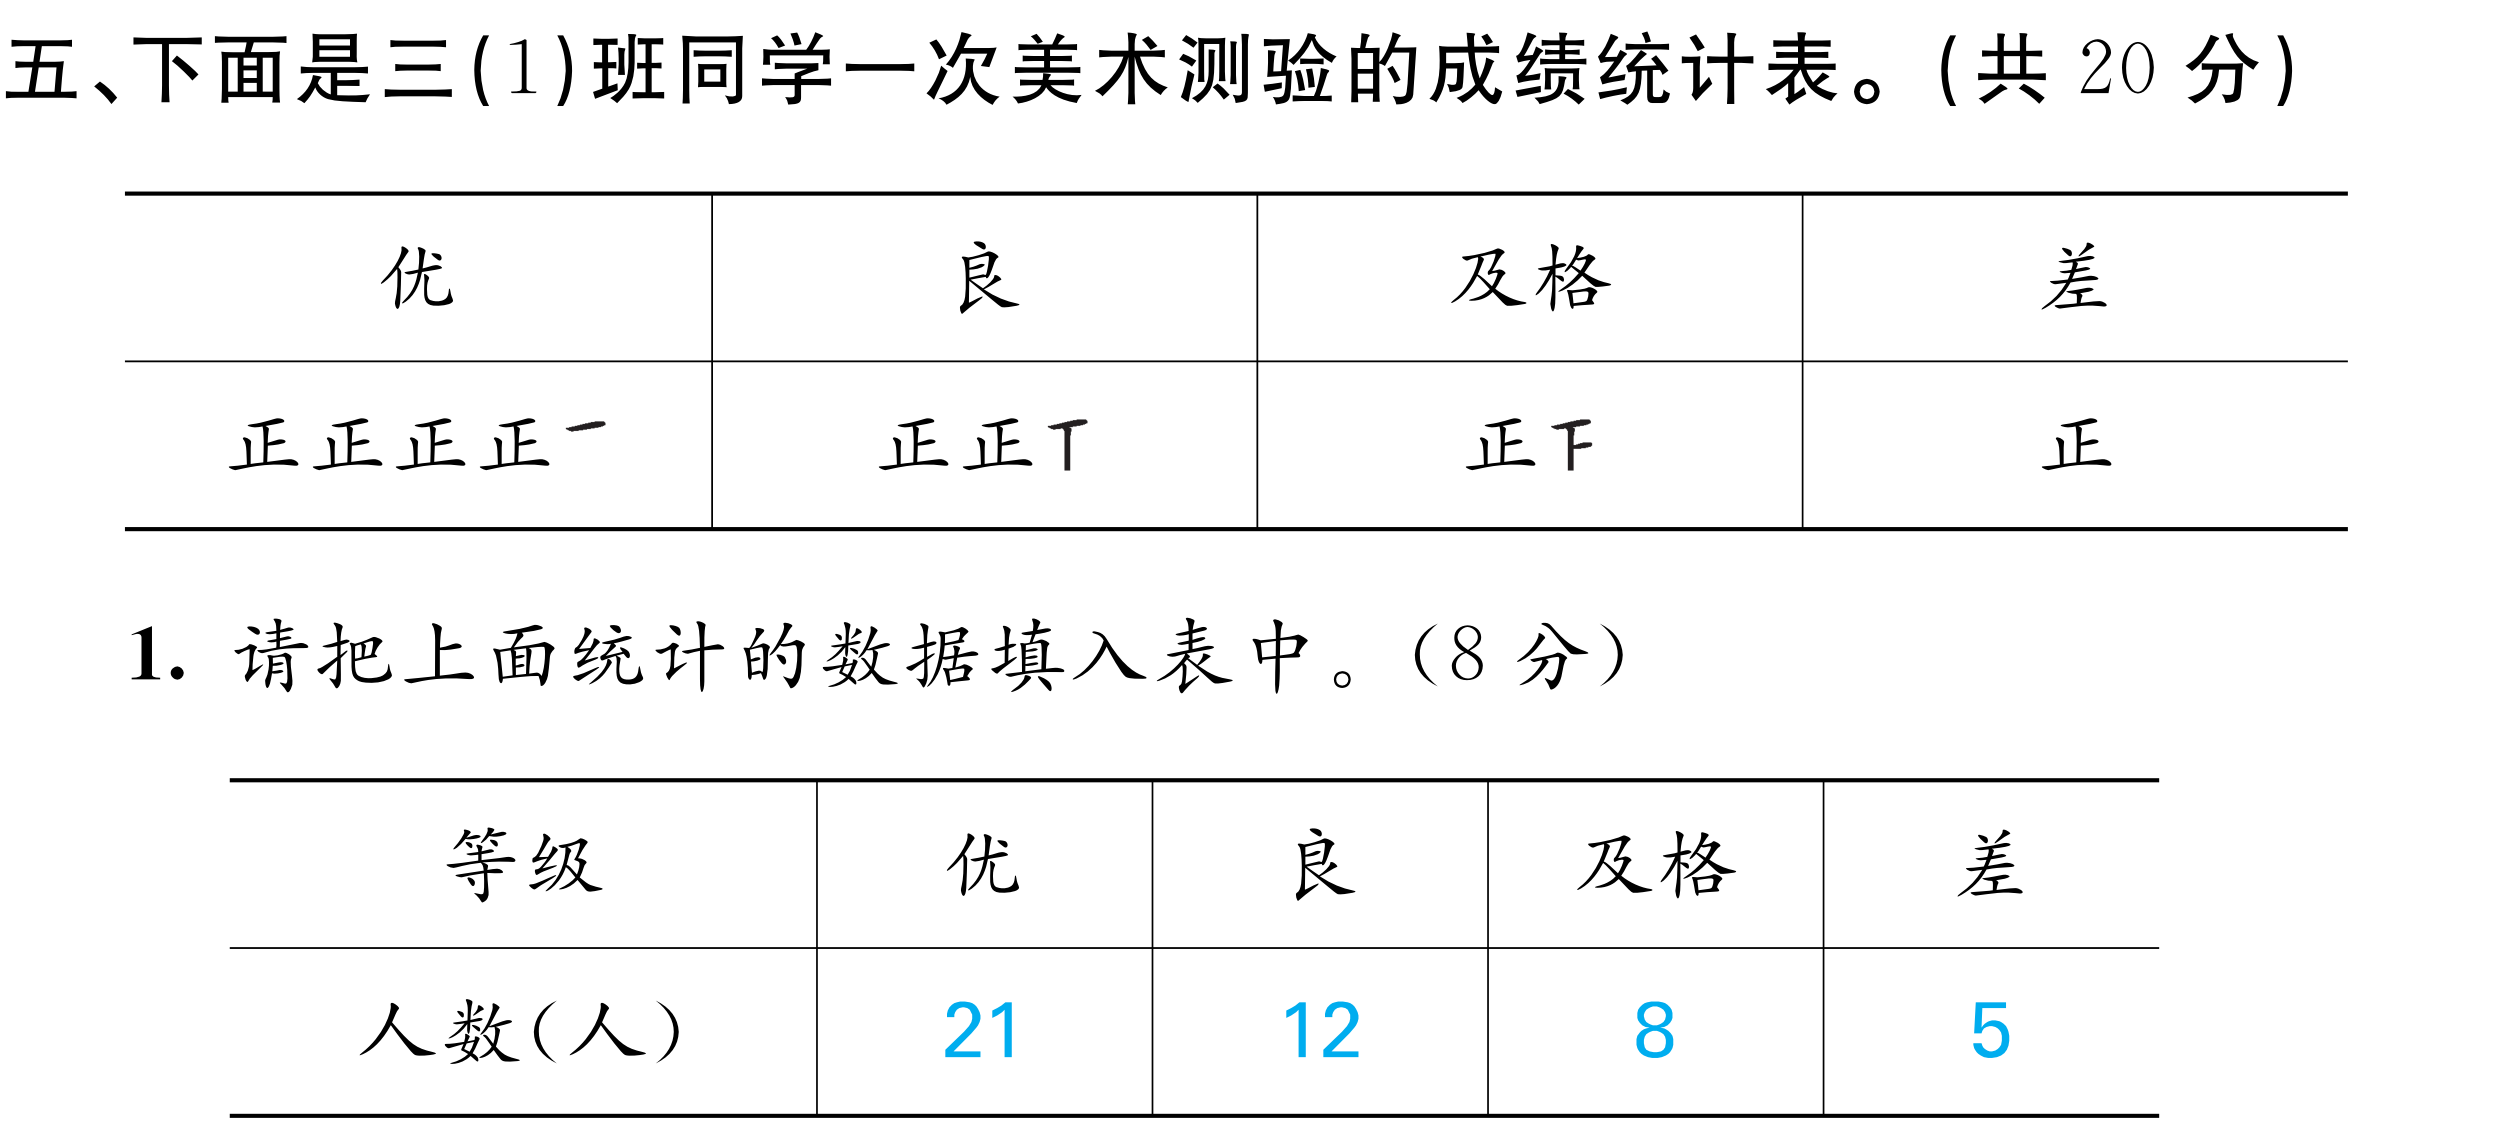 五、下面是三(1)班同学一次美术测验的成绩统计表。(共20分)
优 良 及格 差
正正正正一 正正丅 正下 正
1. 请把上面统计的数据填入表中。(8分)
等级 优 良 及格 差
人数(人) 21 12 8 5